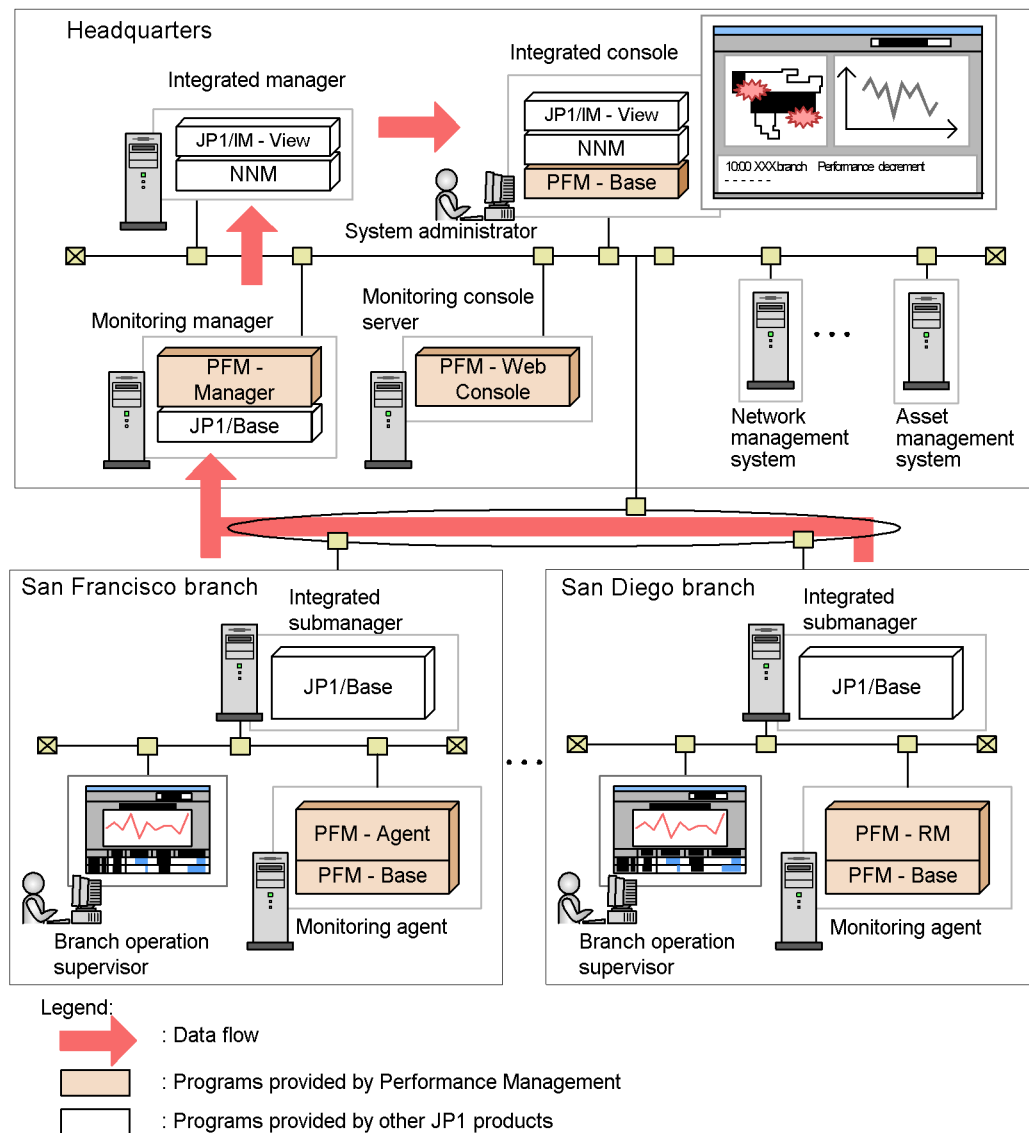 Headquarters
Integrated manager
JP1/IM - View
NNM
Integrated console
JP1/IM - View
NNM
PFM - Base
System administrator
10:00 XXX branch Performance decrement
- - - - - -
Monitoring manager
PFM -
Manager
JP1/Base
Monitoring console
server
PFM - Web
Console
Network
management
system
Asset
management
system
San Francisco branch
Integrated
submanager
JP1/Base
PFM - Agent
PFM - Base
Monitoring agent
Branch operation
supervisor
San Diego branch
Integrated
submanager
JP1/Base
PFM - RM
PFM - Base
Monitoring agent
Branch operation
supervisor
Legend:
: Data flow
: Programs provided by Performance Management
: Programs provided by other JP1 products